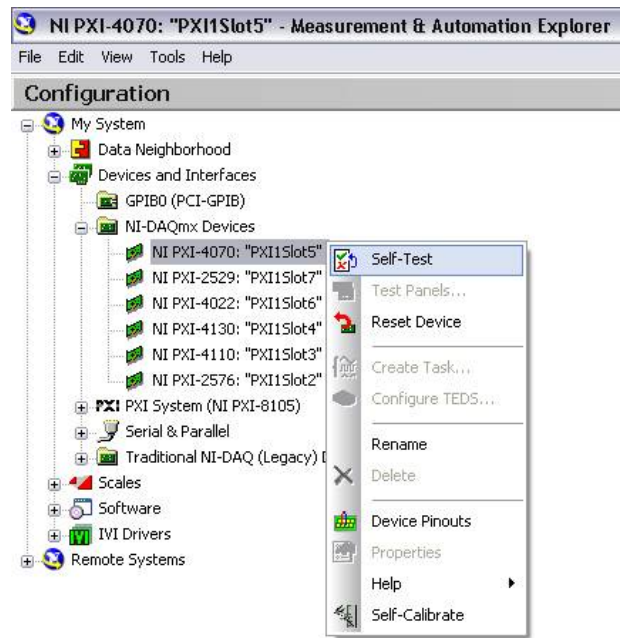 NI PXI-4070: "PXI1Slot5" - Measurement & Automation Explorer
File Edit View Tools Help
Configuration
My System
Data Neighborhood
Devices and Interfaces
GPIB0 (PCI-GPIB)
NI-DAQmx Devices
NI PXI-4070: "PXI1Slot5"
NI PXI-2529: "PXI1Slot7"
NI PXI-4022: "PXI1Slot6"
NI PXI-4130: "PXI1Slot4"
NI PXI-4110: "PXI1Slot3"
NI PXI-2576: "PXI1Slot2"
PXI PXI System (NI PXI-8105)
Serial & Parallel
Traditional NI-DAQ (Legacy)
Scales
Software
IVI IVI Drivers
Remote Systems
Self-Test
Test Panels...
Reset Device
Create Task...
Configure TEDS...
Rename
Delete
Device Pinouts
Properties
Help
Self-Calibrate